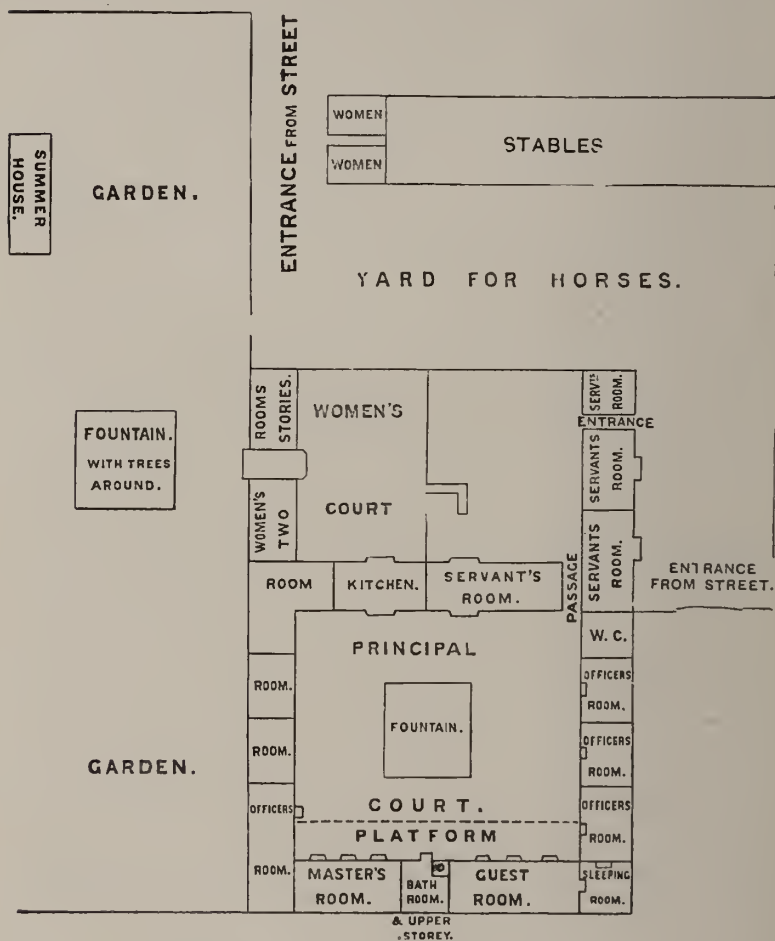 ENTRANCE FROM STREET
WOMEN
WOMEN
STABLES
SUMMER
HOUSE.
GARDEN.
YARD FOR HORSES.
ROOMS
STORIES.
WOMEN'S
SERVTS
ROOM.
ENTRANCE
FOUNTAIN.
WITH TREES
AROUND.
SERVANTS
ROOM.
WOMEN'S
TWO
COURT
SERVANTS
ROOM.
ROOM
KITCHEN.
SERVANT'S
ROOM.
PASSAGE
ENTRANCE
FROM STREET.
W. C.
PRINCIPAL
ROOM.
OFFICERS
ROOM.
FOUNTAIN.
ROOM.
OFFICERS
ROOM.
GARDEN.
OFFICERS
ROOM.
COURT.
PLATFORM
OFFICERS
ROOM.
MASTER'S
ROOM.
BATH
ROOM.
GUEST
ROOM.
SLEEPING
ROOM.
& UPPER
STOREY.